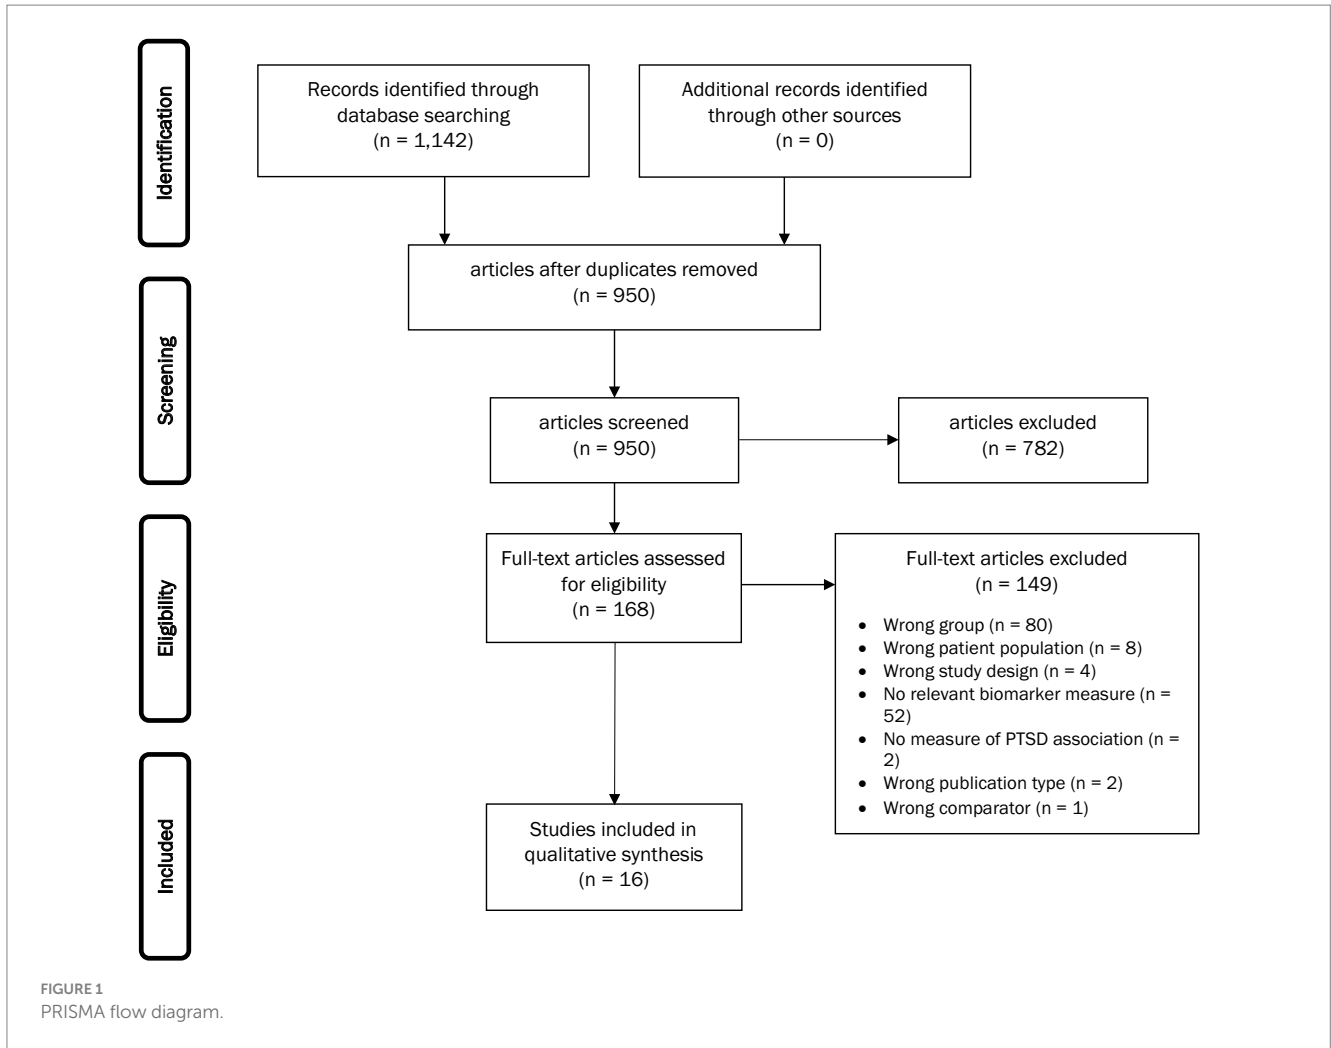 Identification
Records identified through
database searching
(n = 1,142)
Additional records identified
through other sources
(n = 0)
articles after duplicates removed
(n = 950)
Screening
articles screened
(n = 950)
articles excluded
(n = 782)
Eligibility
Full-text articles assessed
for eligibility
(n = 168)
Full-text articles excluded
(n = 149)
• Wrong group (n = 80)
• Wrong patient population (n = 8)
• Wrong study design (n = 4)
• No relevant biomarker measure (n =
52)
• No measure of PTSD association (n =
2)
• Wrong publication type (n = 2)
• Wrong comparator (n = 1)
Included
Studies included in
qualitative synthesis
(n = 16)
FIGURE 1
PRISMA flow diagram.